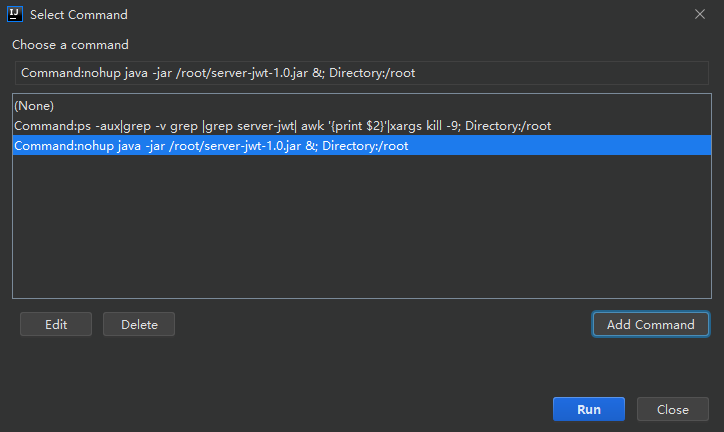 IJ
Select Command
Choose a command
Command:nohup java -jar /root/server-jwt-1.0.jar &; Directory:/root
(None)
Command:ps -aux|grep -v grep |grep server-jwt| awk '{print $2}'|xargs kill -9; Directory:/root
Command:nohup java -jar /root/server-jwt-1.0.jar &; Directory:/root
Edit
Delete
Add Command
Run
Close